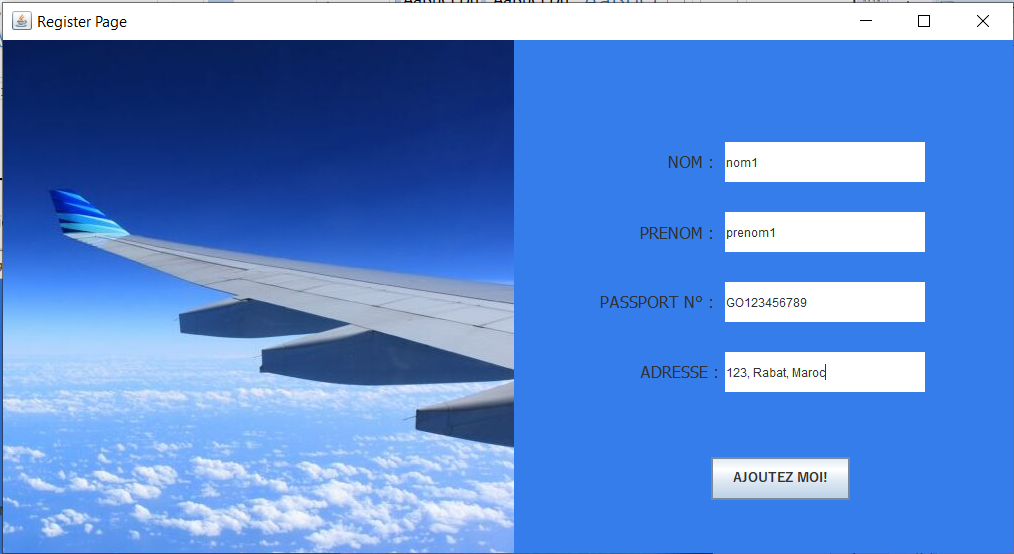 Register Page
NOM : nom1
PRENOM : prenom1
PASSPORT N° : GO123456789
ADRESSE : 123, Rabat, Maroc
AJOUTEZ MOI!